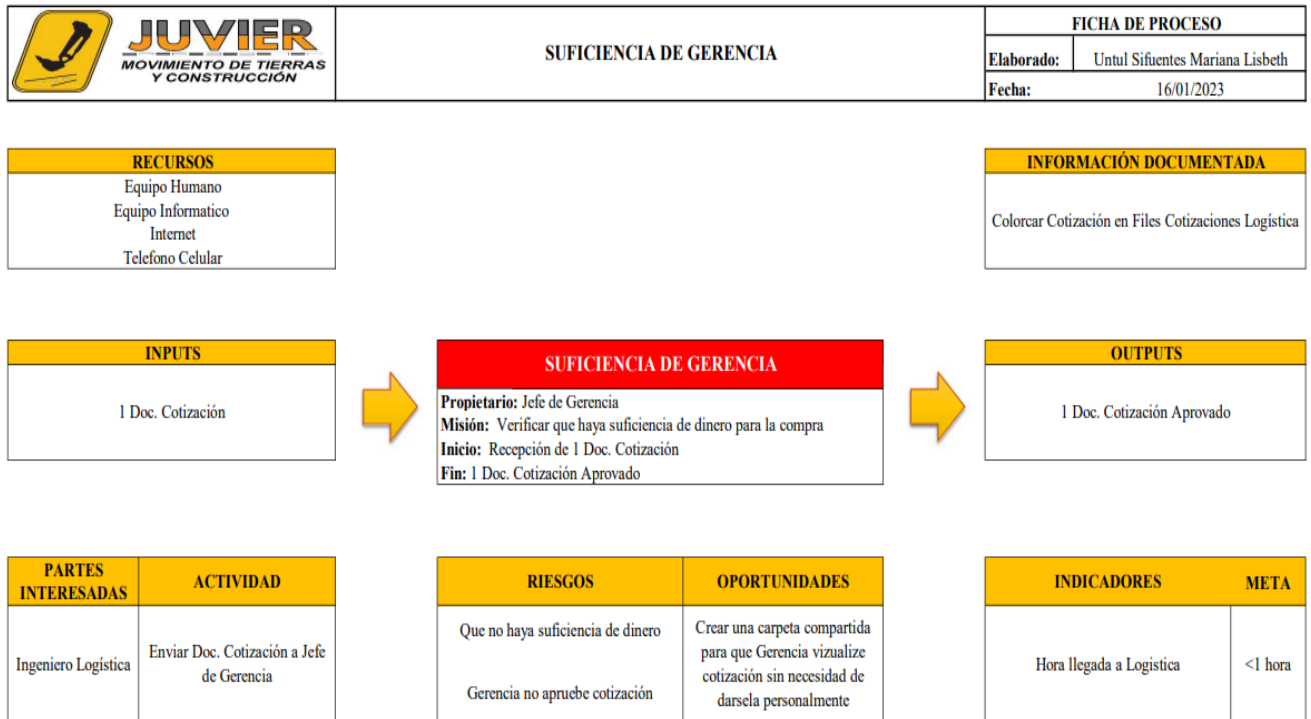 JUVIER
MOVIMIENTO DE TIERRAS
Y CONSTRUCCIÓN
SUFICIENCIA DE GERENCIA
FICHA DE PROCESO
Elaborado: Untul Sifuentes Mariana Lisbeth
Fecha: 16/01/2023
RECURSOS
Equipo Humano
Equipo Informatico
Internet
Telefono Celular
INFORMACIÓN DOCUMENTADA
Colorcar Cotización en Files Cotizaciones Logística
INPUTS
1 Doc. Cotización
SUFICIENCIA DE GERENCIA
Propietario: Jefe de Gerencia
Misión: Verificar que haya suficiencia de dinero para la compra
Inicio: Recepción de 1 Doc. Cotización
Fin: 1 Doc. Cotización Aprovado
OUTPUTS
1 Doc. Cotización Aprovado
PARTES
INTERESADAS
ACTIVIDAD
Ingeniero Logística
Enviar Doc. Cotización a Jefe
de Gerencia
RIESGOS
OPORTUNIDADES
Que no haya suficiencia de dinero
Gerencia no apruebe cotización
Crear una carpeta compartida
para que Gerencia vizualize
cotización sin necesidad de
darsela personalmente
INDICADORES
META
Hora llegada a Logistica
<1 hora